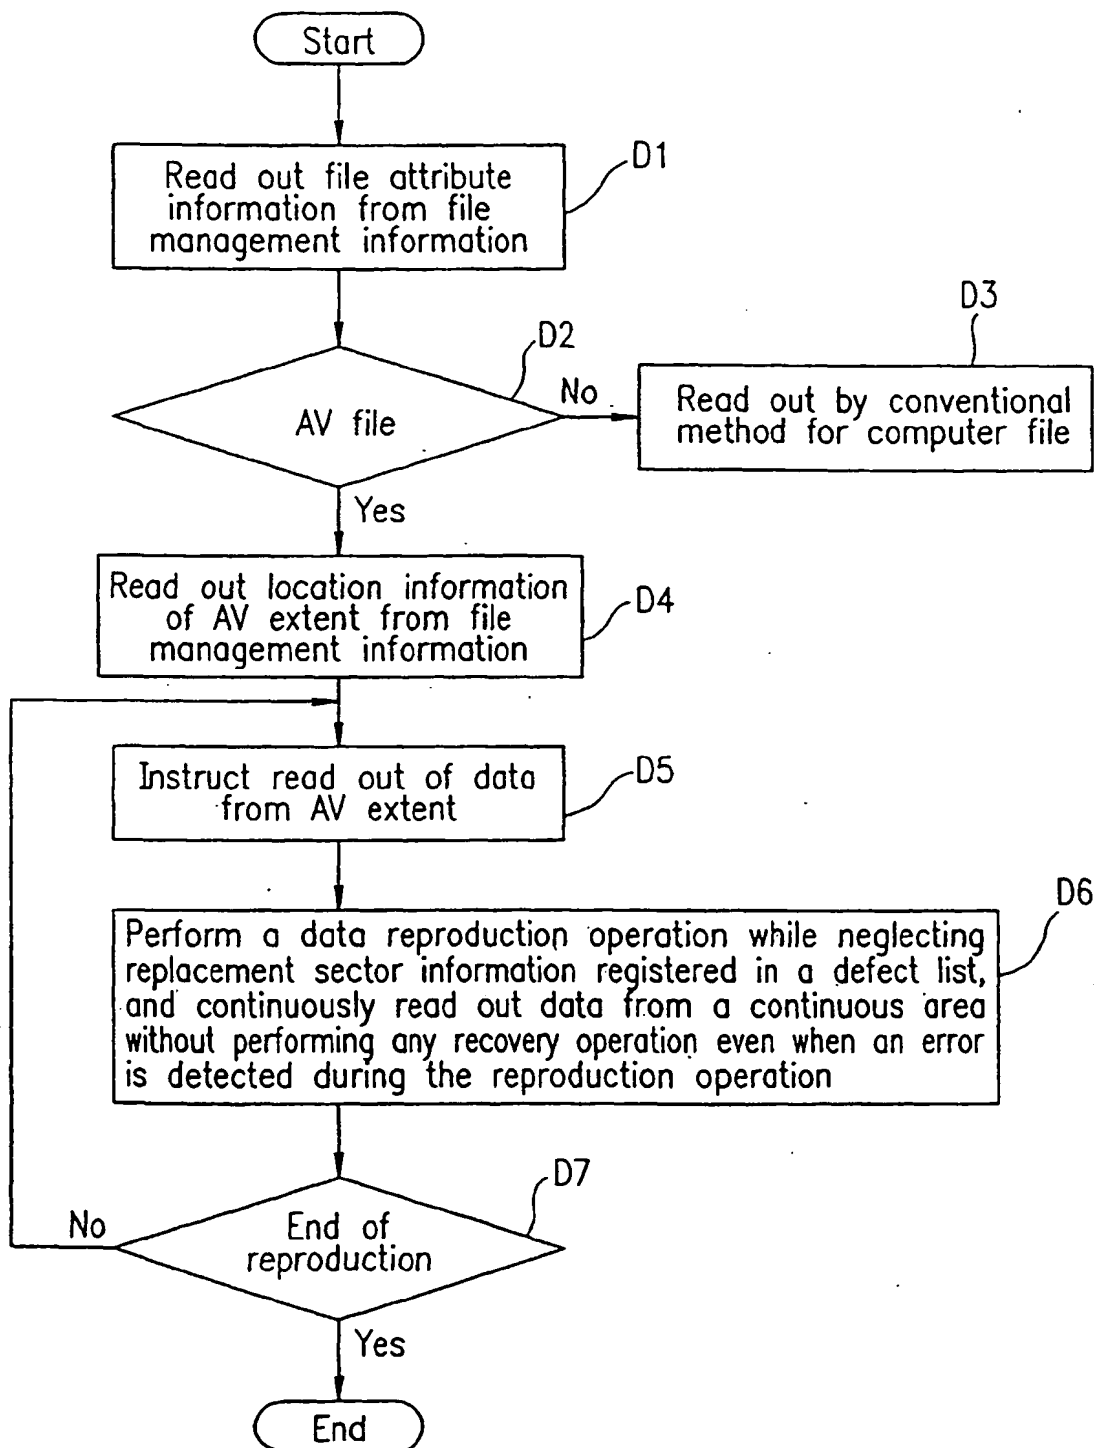 Start
Read out file attribute
information from file
management information
D1
D2
AV file
No
D3
Read out by conventional
method for computer file
Yes
Read out location information
of AV extent from file
management information
D4
Instruct read out of data
from AV extent
D5
D6
Perform a data reproduction operation while neglecting
replacement sector information registered in a defect list,
and continuously read out data from a continuous area
without performing any recovery operation even when an error
is detected during the reproduction operation
D7
No
End of
reproduction
Yes
End